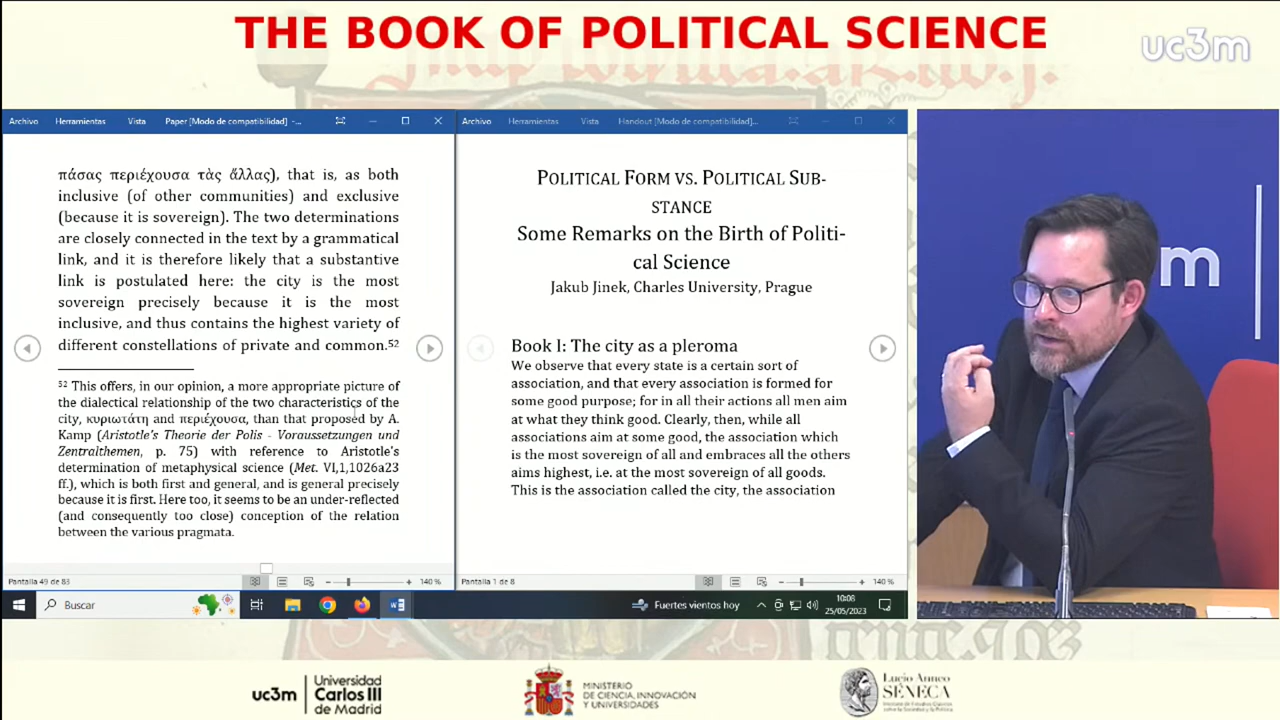 THE BOOK OF POLITICAL SCIENCE
uc3m
Archivo Herramientas Vista Paper [Modo de compatibilidad] -...
πάσας περιέχουσα τὰς ἄλλας), that is, as both
inclusive (of other communities) and exclusive
(because it is sovereign). The two determinations
are closely connected in the text by a grammatical
link, and it is therefore likely that a substantive
link is postulated here: the city is the most
sovereign precisely because it is the most
inclusive, and thus contains the highest variety of
different constellations of private and common.52
52 This offers, in our opinion, a more appropriate picture of
the dialectical relationship of the two characteristics of the
city, κυριωτάτη and περιέχουσα, than that proposed by A.
Kamp (Aristotle's Theorie der Polis - Voraussetzungen und
Zentralthemen, p. 75) with reference to Aristotle's
determination of metaphysical science (Met. VI,1,1026a23
ff.), which is both first and general, and is general precisely
because it is first. Here too, it seems to be an under-reflected
(and consequently too close) conception of the relation
between the various pragmata.
Pantalla 49 de 83
140 %
Archivo Herramientas Vista Handout [Modo de compatibilidad]...
POLITICAL FORM VS. POLITICAL SUB-
STANCE
Some Remarks on the Birth of Politi-
cal Science
Jakub Jinek, Charles University, Prague
Book I: The city as a pleroma
We observe that every state is a certain sort of
association, and that every association is formed for
some good purpose; for in all their actions all men aim
at what they think good. Clearly, then, while all
associations aim at some good, the association which
is the most sovereign of all and embraces all the others
aims highest, i.e. at the most sovereign of all goods.
This is the association called the city, the association
Pantalla 1 de 8
140 %
Buscar
Fuertes vientos hoy
10:08
25/05/2023
m
uc3m
Universidad
Carlos III
de Madrid
MINISTERIO
DE CIENCIA, INNOVACIÓN
Y UNIVERSIDADES
Lucio Anneo
SÉNECA